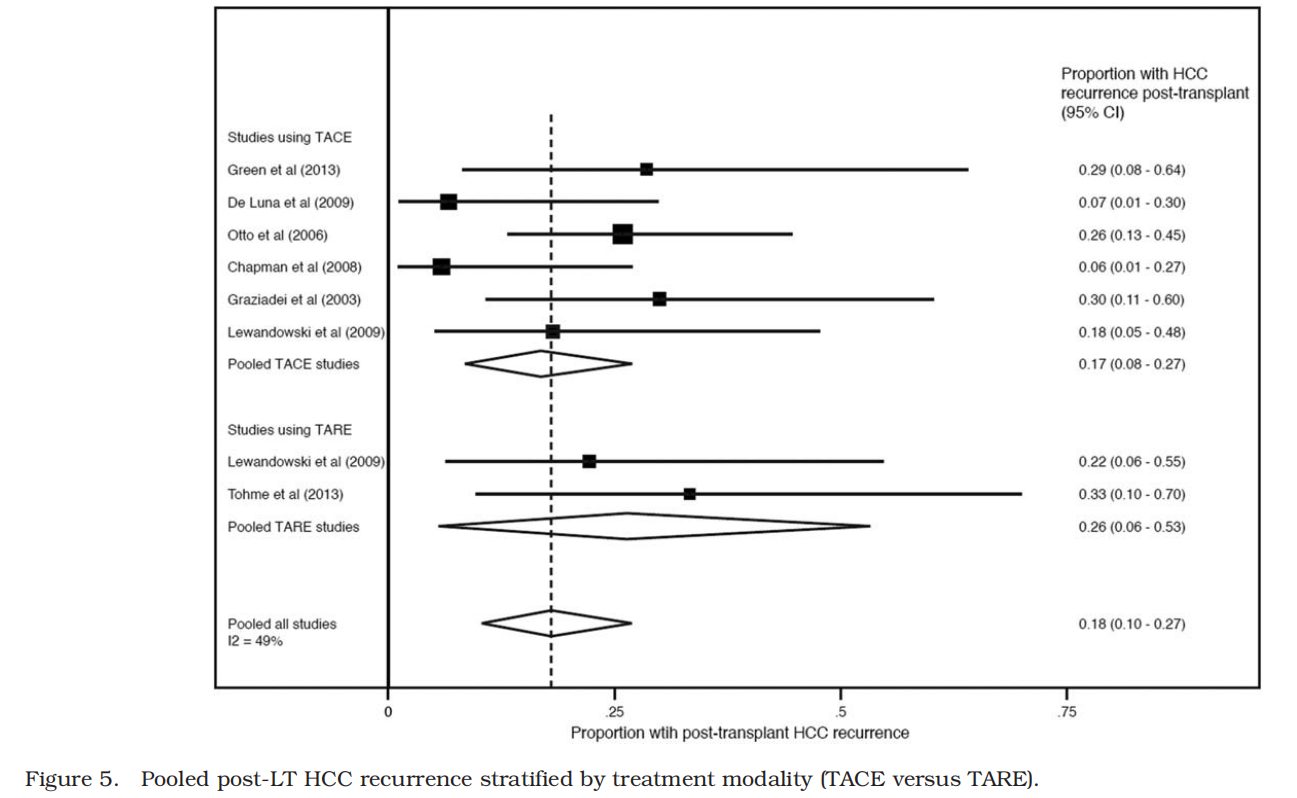 Proportion with HCC
recurrence post-transplant
(95% CI)
Studies using TACE
Green et al (2013) 0.29 (0.08 - 0.64)
De Luna et al (2009) 0.07 (0.01 - 0.30)
Otto et al (2006) 0.26 (0.13 - 0.45)
Chapman et al (2008) 0.06 (0.01 - 0.27)
Graziadei et al (2003) 0.30 (0.11 - 0.60)
Lewandowski et al (2009) 0.18 (0.05 - 0.48)
Pooled TACE studies 0.17 (0.08 - 0.27)
Studies using TARE
Lewandowski et al (2009) 0.22 (0.06 - 0.55)
Tohme et al (2013) 0.33 (0.10 - 0.70)
Pooled TARE studies 0.26 (0.06 - 0.53)
Pooled all studies 0.18 (0.10 - 0.27)
I2 = 49%
0 .25 .5 .75
Proportion wtih post-transplant HCC recurrence
Figure 5. Pooled post-LT HCC recurrence stratified by treatment modality (TACE versus TARE).